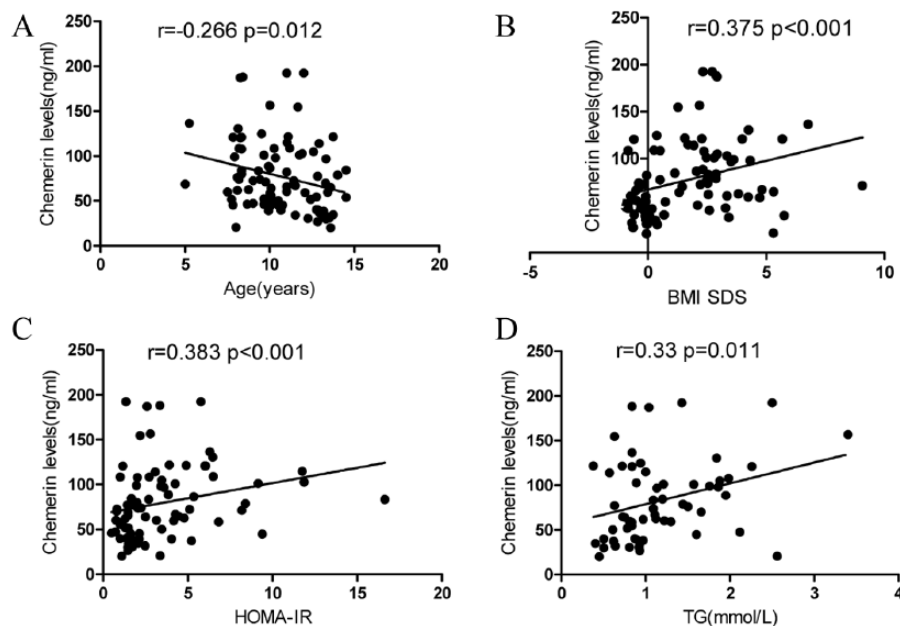 A
r=-0.266 p=0.012
Chemerin levels(ng/ml)
250
200
150
100
50
0
0 5 10 15 20
Age(years)
B
r=0.375 p<0.001
Chemerin levels(ng/ml)
250
200
150
100
50
0
-5 0 5 10
BMI SDS
C
r=0.383 p<0.001
Chemerin levels(ng/ml)
250
200
150
100
50
0
0 5 10 15 20
HOMA-IR
D
r=0.33 p=0.011
Chemerin levels(ng/ml)
250
200
150
100
50
0
0 1 2 3 4
TG(mmol/L)